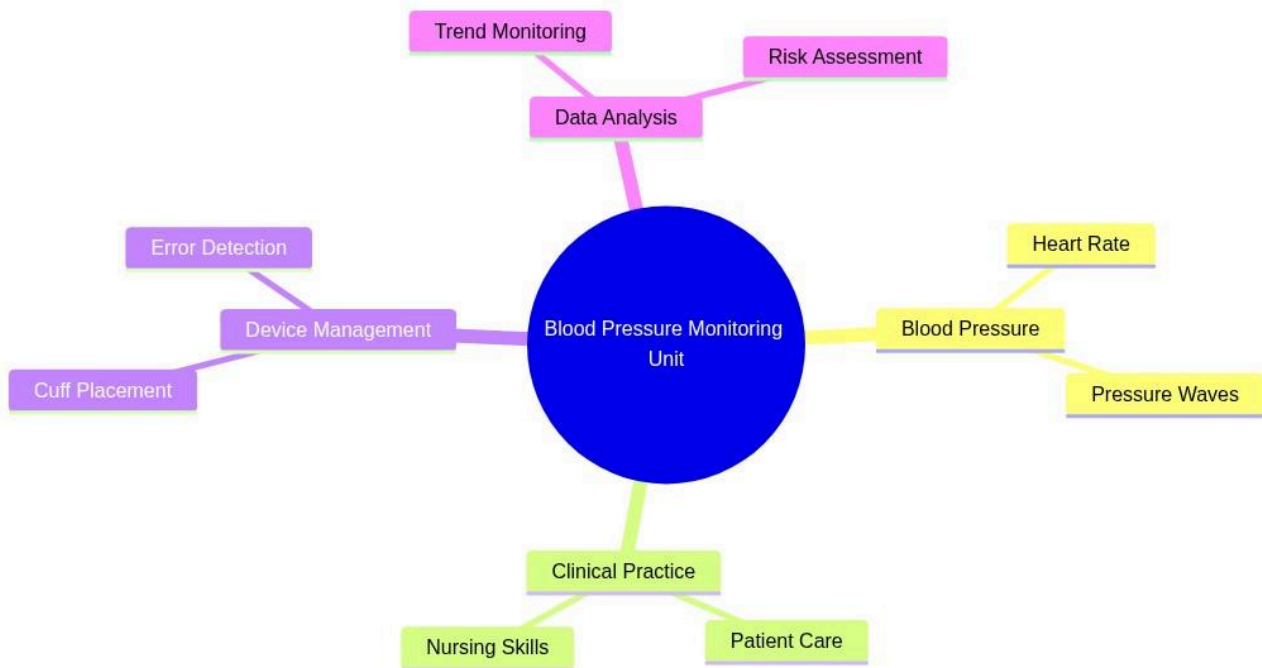 Trend Monitoring
Risk Assessment
Data Analysis
Error Detection
Heart Rate
Device Management
Blood Pressure Monitoring
Unit
Blood Pressure
Cuff Placement
Pressure Waves
Clinical Practice
Nursing Skills
Patient Care